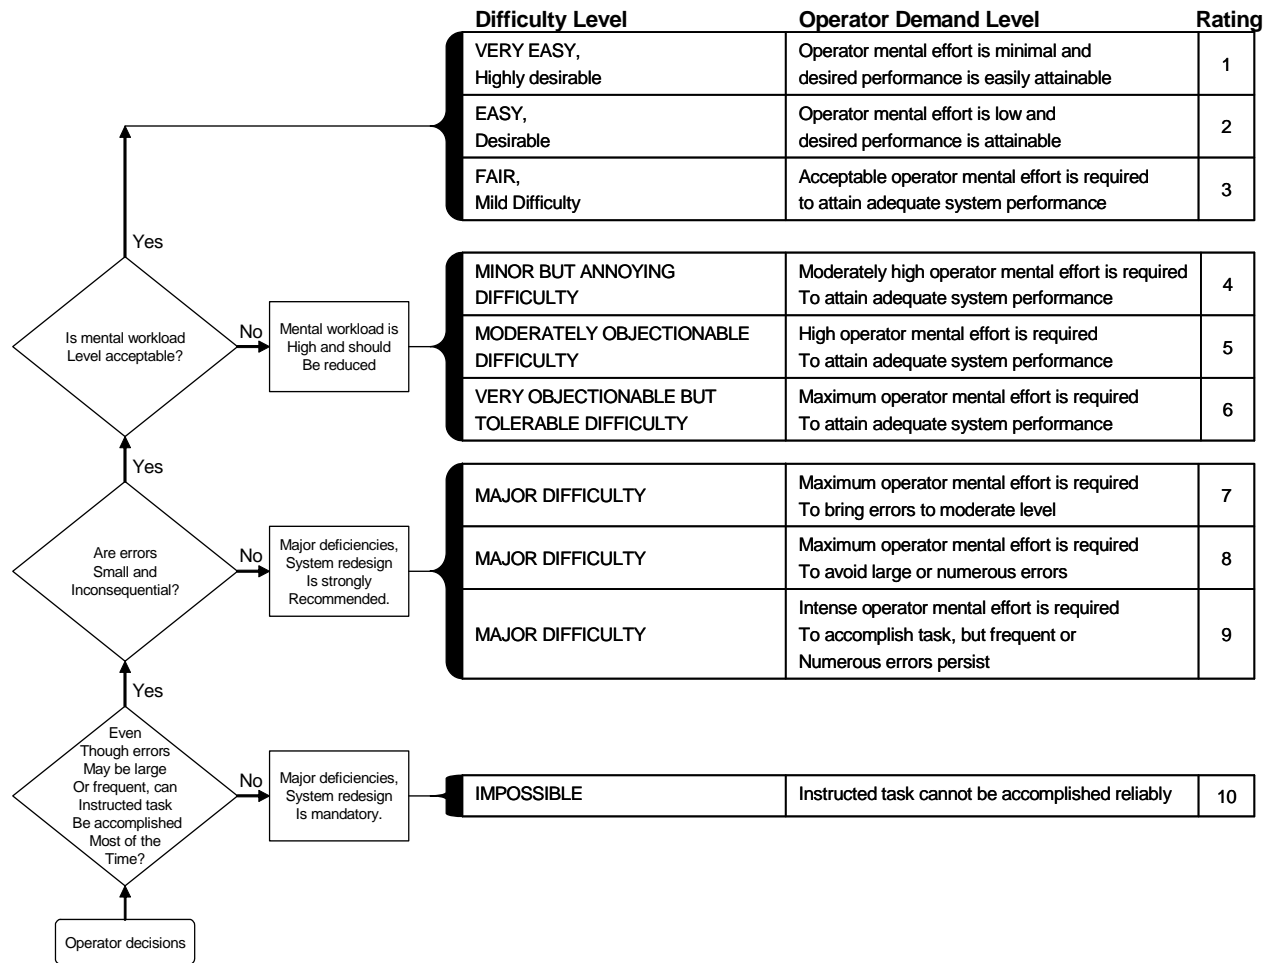 Difficulty Level
Operator Demand Level
Rating
VERY EASY,
Highly desirable
Operator mental effort is minimal and
desired performance is easily attainable
1
EASY,
Desirable
Operator mental effort is low and
desired performance is attainable
2
FAIR,
Mild Difficulty
Acceptable operator mental effort is required
to attain adequate system performance
3
Yes
Is mental workload
Level acceptable?
No
Mental workload is
High and should
Be reduced
MINOR BUT ANNOYING
DIFFICULTY
Moderately high operator mental effort is required
To attain adequate system performance
4
MODERATELY OBJECTIONABLE
DIFFICULTY
High operator mental effort is required
To attain adequate system performance
5
VERY OBJECTIONABLE BUT
TOLERABLE DIFFICULTY
Maximum operator mental effort is required
To attain adequate system performance
6
Yes
Are errors
Small and
Inconsequential?
No
Major deficiencies,
System redesign
Is strongly
Recommended.
MAJOR DIFFICULTY
Maximum operator mental effort is required
To bring errors to moderate level
7
MAJOR DIFFICULTY
Maximum operator mental effort is required
To avoid large or numerous errors
8
MAJOR DIFFICULTY
Intense operator mental effort is required
To accomplish task, but frequent or
Numerous errors persist
9
Yes
Even
Though errors
May be large
Or frequent, can
Instructed task
Be accomplished
Most of the
Time?
No
Major deficiencies,
System redesign
Is mandatory.
IMPOSSIBLE
Instructed task cannot be accomplished reliably
10
Operator decisions